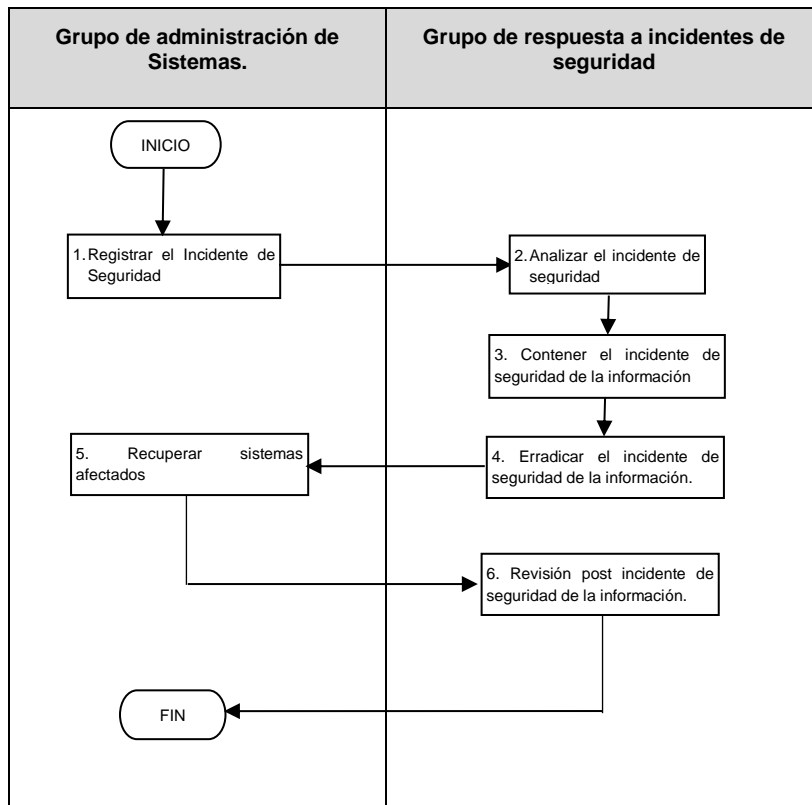 Grupo de administración de
Sistemas.
Grupo de respuesta a incidentes de
seguridad
INICIO
1. Registrar el Incidente de
Seguridad
2. Analizar el incidente de
seguridad
3. Contener el incidente de
seguridad de la información
4. Erradicar el incidente de
seguridad de la información.
5. Recuperar sistemas
afectados
6. Revisión post incidente de
seguridad de la información.
FIN